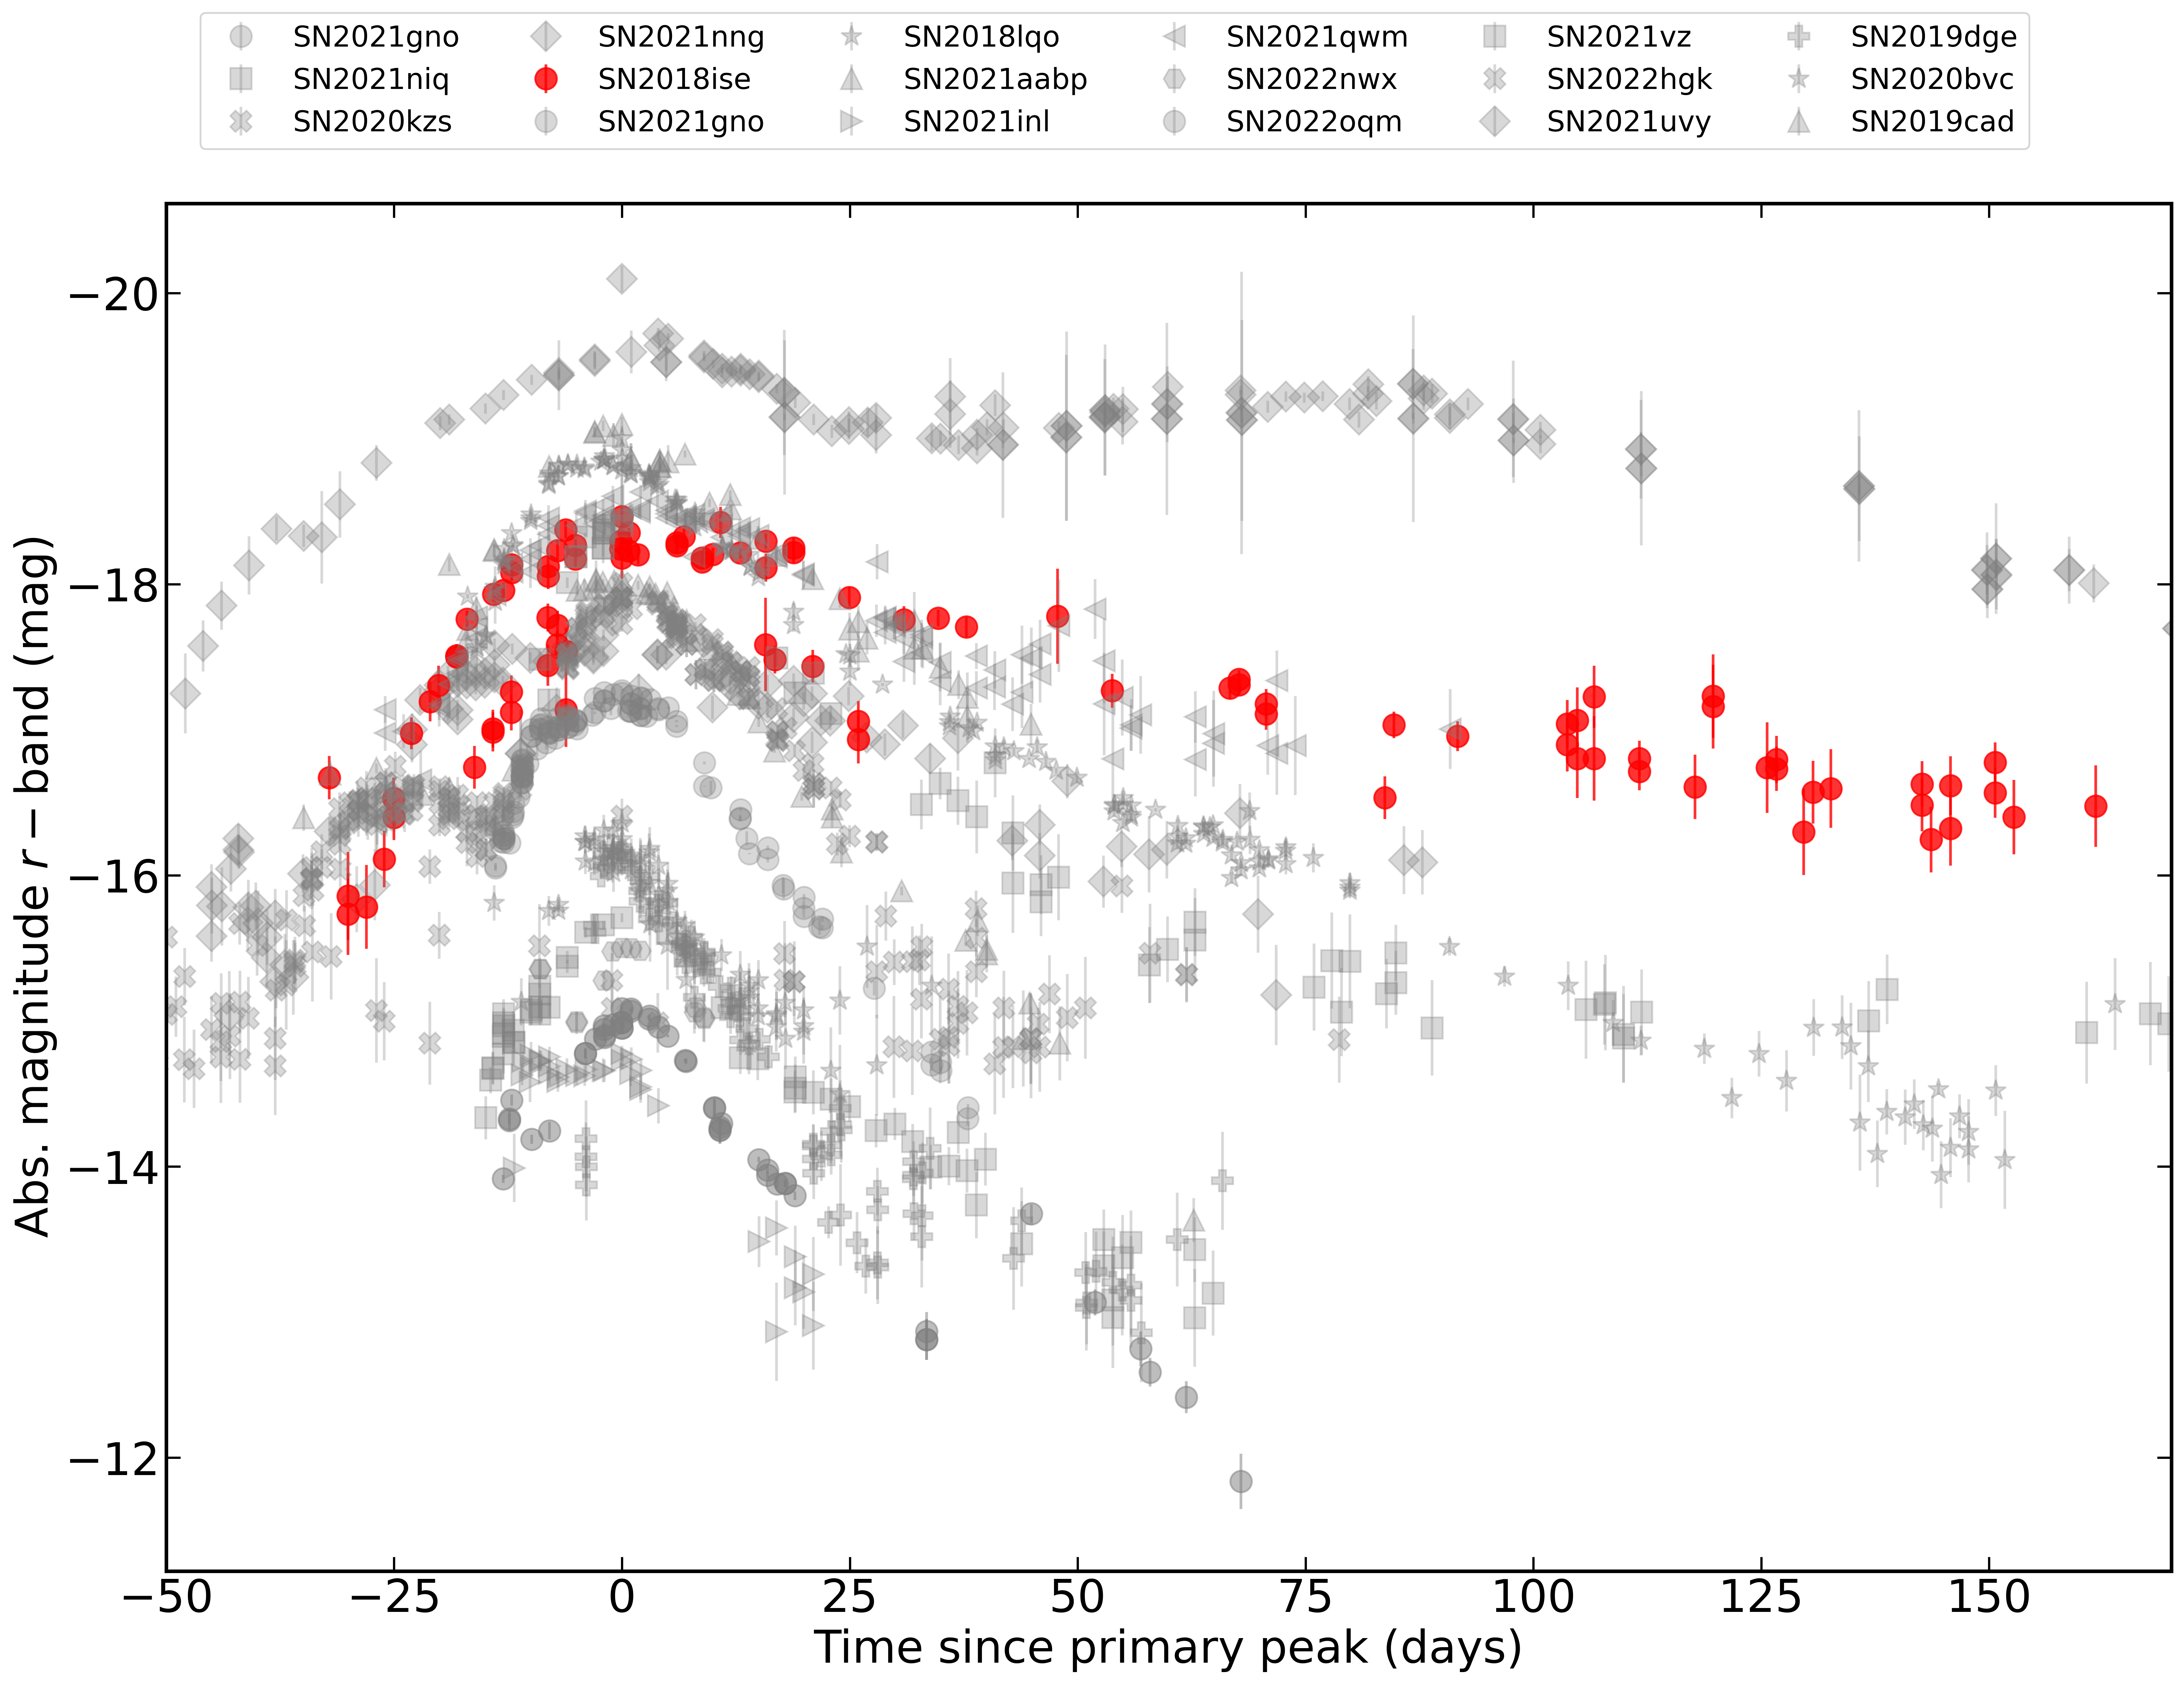 SN2021gno SN2021nng SN2018lqo SN2021qwm SN2021vz SN2019dge
SN2021niq SN2018ise SN2021aabp SN2022nwx SN2022hgk SN2020bvc
SN2020kzs SN2021gno SN2021inl SN2022oqm SN2021uvy SN2019cad
−20
−18
−16
−14
−12
Abs. magnitude r − band (mag)
−50 −25 0 25 50 75 100 125 150
Time since primary peak (days)